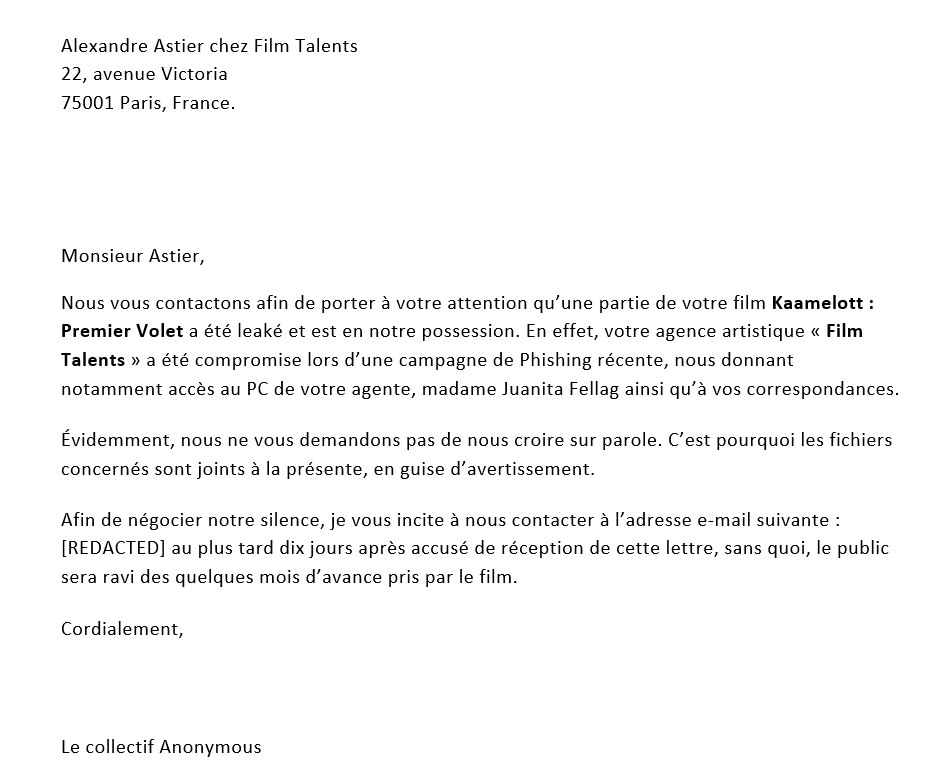 Alexandre Astier chez Film Talents
22, avenue Victoria
75001 Paris, France.
Monsieur Astier,
Nous vous contactons afin de porter à votre attention qu’une partie de votre film Kaamelott :
Premier Volet a été leaké et est en notre possession. En effet, votre agence artistique « Film
Talents » a été compromise lors d’une campagne de Phishing récente, nous donnant
notamment accès au PC de votre agente, madame Juanita Fellag ainsi qu’à vos correspondances.
Évidemment, nous ne vous demandons pas de nous croire sur parole. C’est pourquoi les fichiers
concernés sont joints à la présente, en guise d’avertissement.
Afin de négocier notre silence, je vous incite à nous contacter à l’adresse e-mail suivante :
[REDACTED] au plus tard dix jours après accusé de réception de cette lettre, sans quoi, le public
sera ravi des quelques mois d’avance pris par le film.
Cordialement,
Le collectif Anonymous